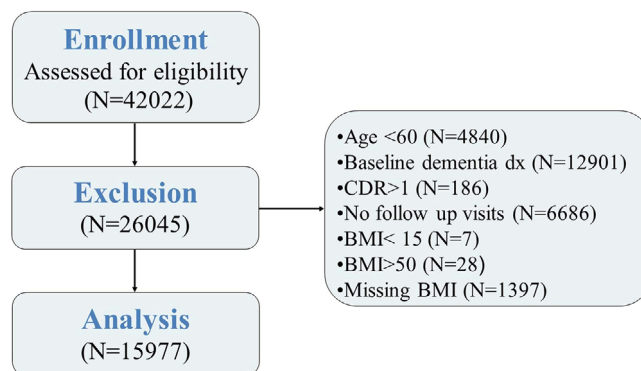 Enrollment
Assessed for eligibility
(N=42022)
Exclusion
(N=26045)
•Age <60 (N=4840)
•Baseline dementia dx (N=12901)
•CDR>1 (N=186)
•No follow up visits (N=6686)
•BMI< 15 (N=7)
•BMI>50 (N=28)
•Missing BMI (N=1397)
Analysis
(N=15977)